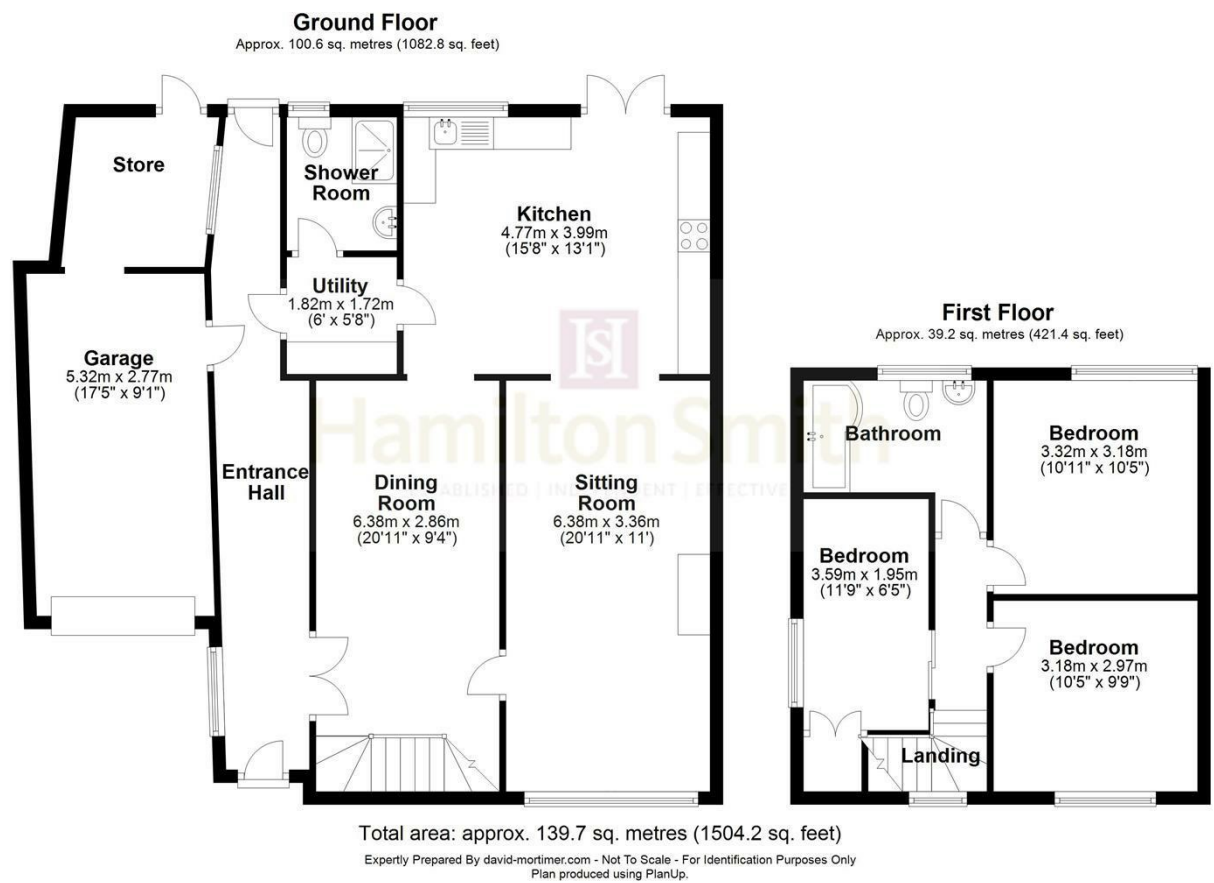 Ground Floor
Approx. 100.6 sq. metres (1082.8 sq. feet)
Store
Shower
Room
Kitchen
4.77m x 3.99m
(15'8" x 13'1")
Utility
1.82m x 1.72m
(6' x 5'8")
Garage
5.32m x 2.77m
(17'5" x 9'1")
Entrance
Hall
Dining
Room
6.38m x 2.86m
(20'11" x 9'4")
Sitting
Room
6.38m x 3.36m
(20'11" x 11')
HS
Hamilton Smith
ESTABLISHED | INDEPENDENT | EFFECTIVE
First Floor
Approx. 39.2 sq. metres (421.4 sq. feet)
Bathroom
Bedroom
3.32m x 3.18m
(10'11" x 10'5")
Bedroom
3.59m x 1.95m
(11'9" x 6'5")
Bedroom
3.18m x 2.97m
(10'5" x 9'9")
Landing
Total area: approx. 139.7 sq. metres (1504.2 sq. feet)
Expertly Prepared By david-mortimer.com - Not To Scale - For Identification Purposes Only
Plan produced using PlanUp.